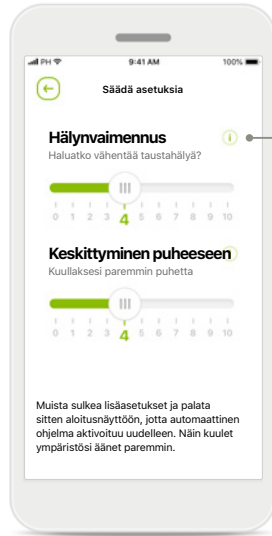 PH 9:41 AM 100%
Säädä asetuksia
Hälynvaimennus
Haluatko vähentää taustahälyä?
0 1 2 3 4 5 6 7 8 9 10
Keskittyminen puheeseen
Kuullaksesi paremmin puhetta
0 1 2 3 4 5 6 7 8 9 10
Muista sulkea lisäasetukset ja palata
sitten aloitusnäyttöön, jotta automaattinen
ohjelma aktivoituu uudelleen. Näin kuulet
ympäristösi äänet paremmin.